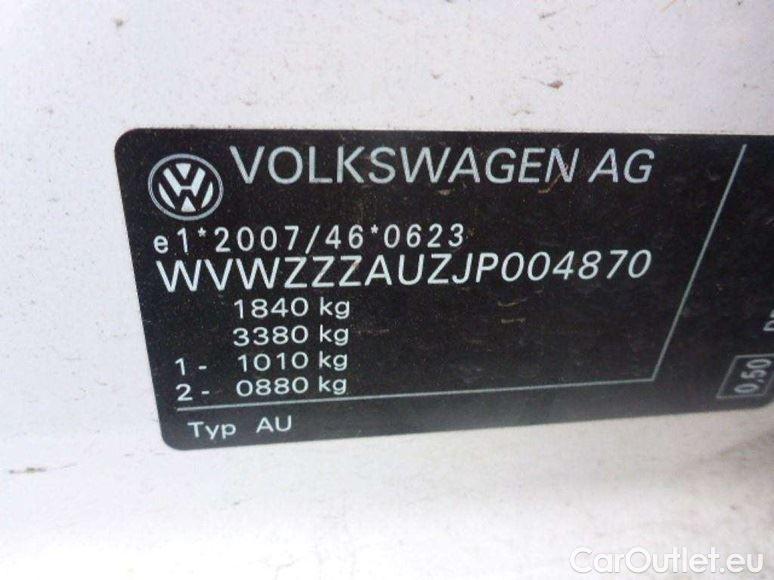 VOLKSWAGEN AG
e1*2007/46*0623
WVWZZZAUZJP004870
1840 kg
3380 kg
1 - 1010 kg
2 - 0880 kg
Typ AU
0,50
CarOutlet.eu